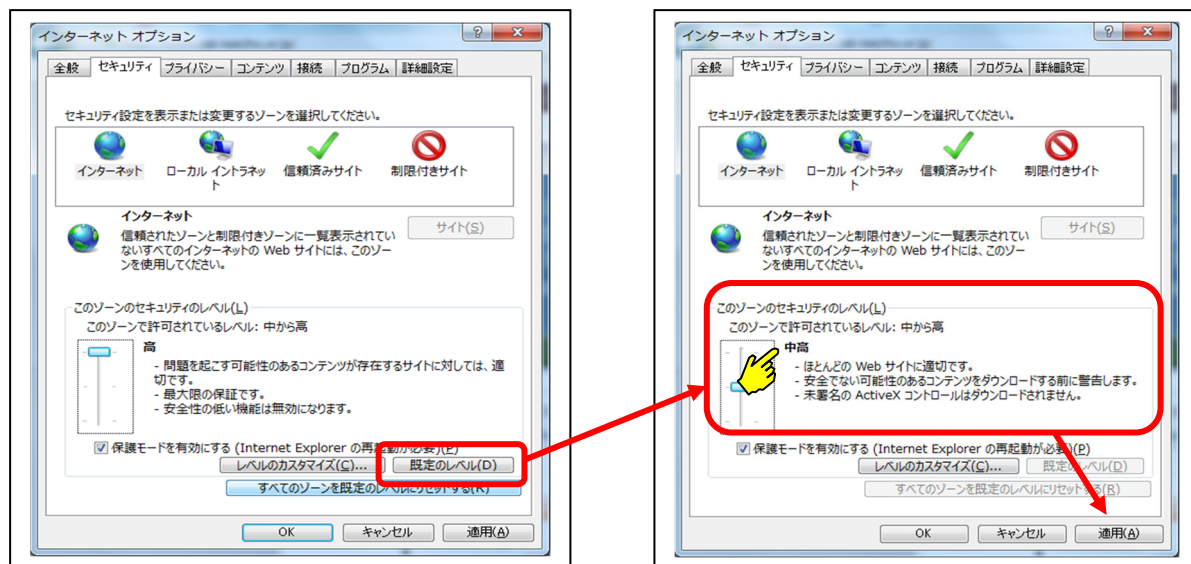 インターネット オプション
全般 セキュリティ プライバシー コンテンツ 接続 プログラム 詳細設定
セキュリティ設定を表示または変更するゾーンを選択してください。
インターネット ローカル イントラネッ 信頼済みサイト 制限付きサイト
ト
インターネット
サイト(S)
信頼されたゾーンと制限付きゾーンに一覧表示されてい
ないすべてのインターネットの Web サイトには、このゾー
ンを使用してください。
このゾーンのセキュリティのレベル(L)
このゾーンで許可されているレベル: 中から高
高
- 問題を起こす可能性のあるコンテンツが存在するサイトに対しては、適
切です。
- 最大限の保証です。
- 安全性の低い機能は無効になります。
保護モードを有効にする (Internet Explorer の再起動が必要)(P)
レベルのカスタマイズ(C)... 既定のレベル(D)
すべてのゾーンを既定のレベルにリセットする(R)
OK キャンセル 適用(A)
インターネット オプション
全般 セキュリティ プライバシー コンテンツ 接続 プログラム 詳細設定
セキュリティ設定を表示または変更するゾーンを選択してください。
インターネット ローカル イントラネッ 信頼済みサイト 制限付きサイト
ト
インターネット
サイト(S)
信頼されたゾーンと制限付きゾーンに一覧表示されてい
ないすべてのインターネットの Web サイトには、このゾー
ンを使用してください。
このゾーンのセキュリティのレベル(L)
このゾーンで許可されているレベル: 中から高
中高
- ほとんどの Web サイトに適切です。
- 安全でない可能性のあるコンテンツをダウンロードする前に警告します。
- 未署名の ActiveX コントロールはダウンロードされません。
保護モードを有効にする (Internet Explorer の再起動が必要)(P)
レベルのカスタマイズ(C)... 既定のレベル(D)
すべてのゾーンを既定のレベルにリセットする(R)
OK キャンセル 適用(A)